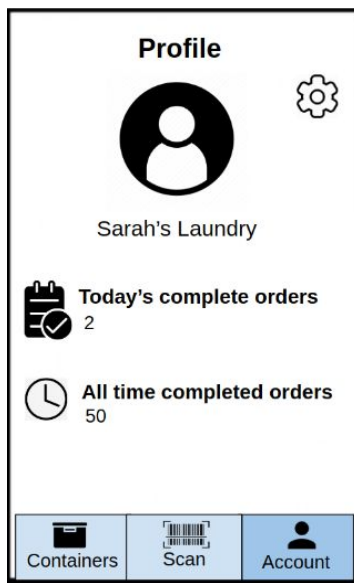 Profile
Sarah's Laundry
Today's complete orders
2
All time completed orders
50
Containers
Scan
Account